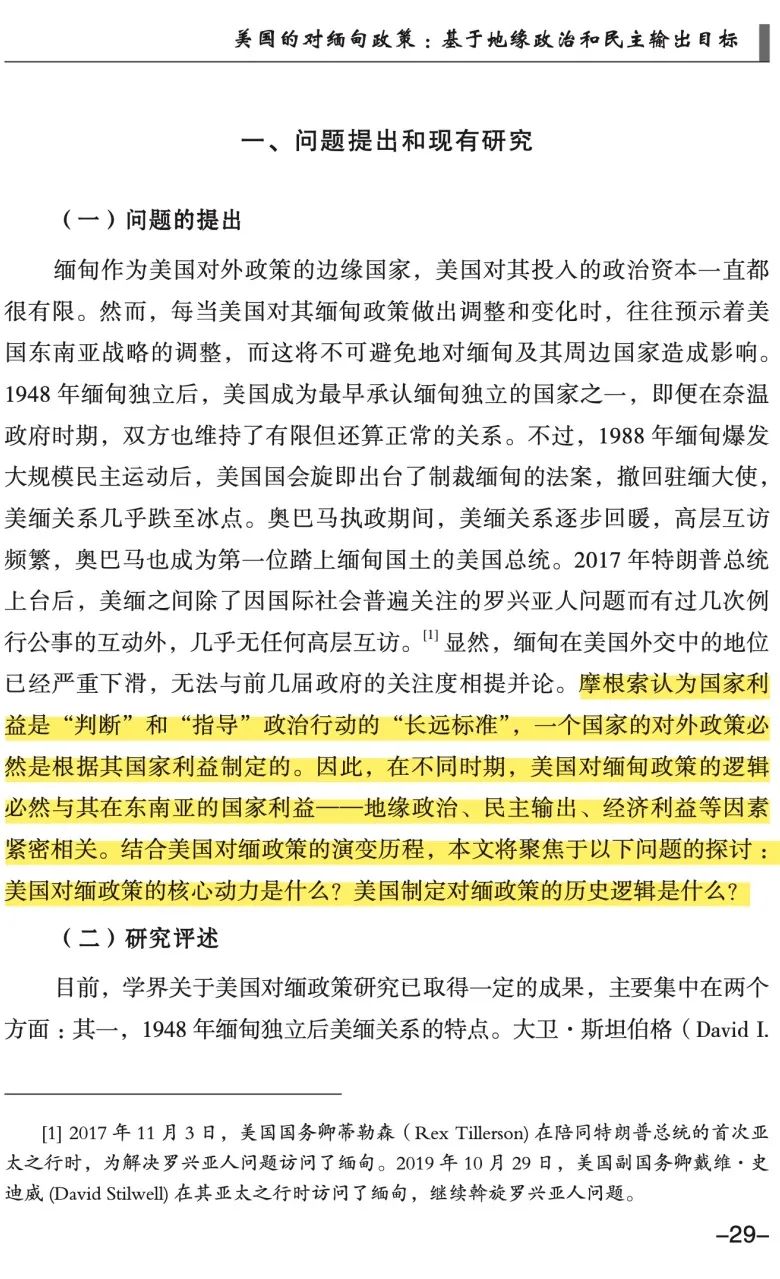 美国的对缅甸政策：基于地缘政治和民主输出目标
一、问题提出和现有研究
（一）问题的提出
缅甸作为美国对外政策的边缘国家，美国对其投入的政治资本一直都
很有限。然而，每当美国对其缅甸政策做出调整和变化时，往往预示着美
国东南亚战略的调整，而这将不可避免地对缅甸及其周边国家造成影响。
1948 年缅甸独立后，美国成为最早承认缅甸独立的国家之一，即便在奈温
政府时期，双方也维持了有限但还算正常的关系。不过，1988 年缅甸爆发
大规模民主运动后，美国国会旋即出台了制裁缅甸的法案，撤回驻缅大使，
美缅关系几乎跌至冰点。奥巴马执政期间，美缅关系逐步回暖，高层互访
频繁，奥巴马也成为第一位踏上缅甸国土的美国总统。2017 年特朗普总统
上台后，美缅之间除了因国际社会普遍关注的罗兴亚人问题而有过几次例
行公事的互动外，几乎无任何高层互访。[1] 显然，缅甸在美国外交中的地位
已经严重下滑，无法与前几届政府的关注度相提并论。摩根索认为国家利
益是“判断”和“指导”政治行动的“长远标准”，一个国家的对外政策必
然是根据其国家利益制定的。因此，在不同时期，美国对缅甸政策的逻辑
必然与其在东南亚的国家利益——地缘政治、民主输出、经济利益等因素
紧密相关。结合美国对缅政策的演变历程，本文将聚焦于以下问题的探讨：
美国对缅政策的核心动力是什么？美国制定对缅政策的历史逻辑是什么？
（二）研究评述
目前，学界关于美国对缅政策研究已取得一定的成果，主要集中在两个
方面：其一，1948 年缅甸独立后美缅关系的特点。大卫·斯坦伯格（David I.
[1] 2017 年 11 月 3 日，美国国务卿蒂勒森（Rex Tillerson) 在陪同特朗普总统的首次亚
太之行时，为解决罗兴亚人问题访问了缅甸。2019 年 10 月 29 日，美国副国务卿戴维·史
迪威 (David Stilwell) 在其亚太之行时访问了缅甸，继续斡旋罗兴亚人问题。
–29–